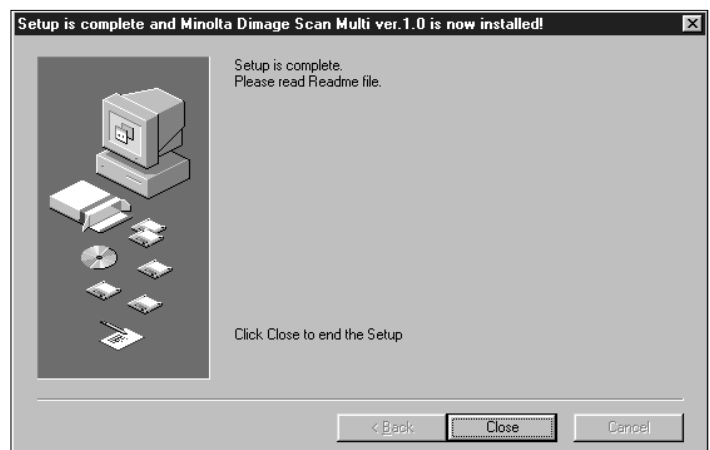 Setup is complete and Minolta Dimage Scan Multi ver.1.0 is now installed!
Setup is complete.
Please read Readme file.
Click Close to end the Setup
< Back
Close
Cancel